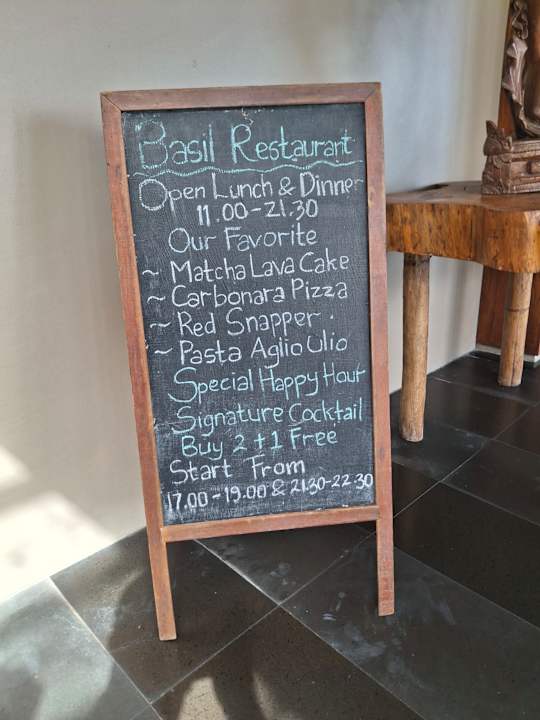 Basil Restaurant
Open Lunch & Dinner
11.00-21.30
Our Favorite
~ Matcha Lava Cake
~ Carbonara Pizza
~ Red Snapper.
~ Pasta Aglio Ulio
Special Happy Hour
Signature Cocktail
Buy 2+1 Free
Start From
17.00-19.00 & 21.30-22.30